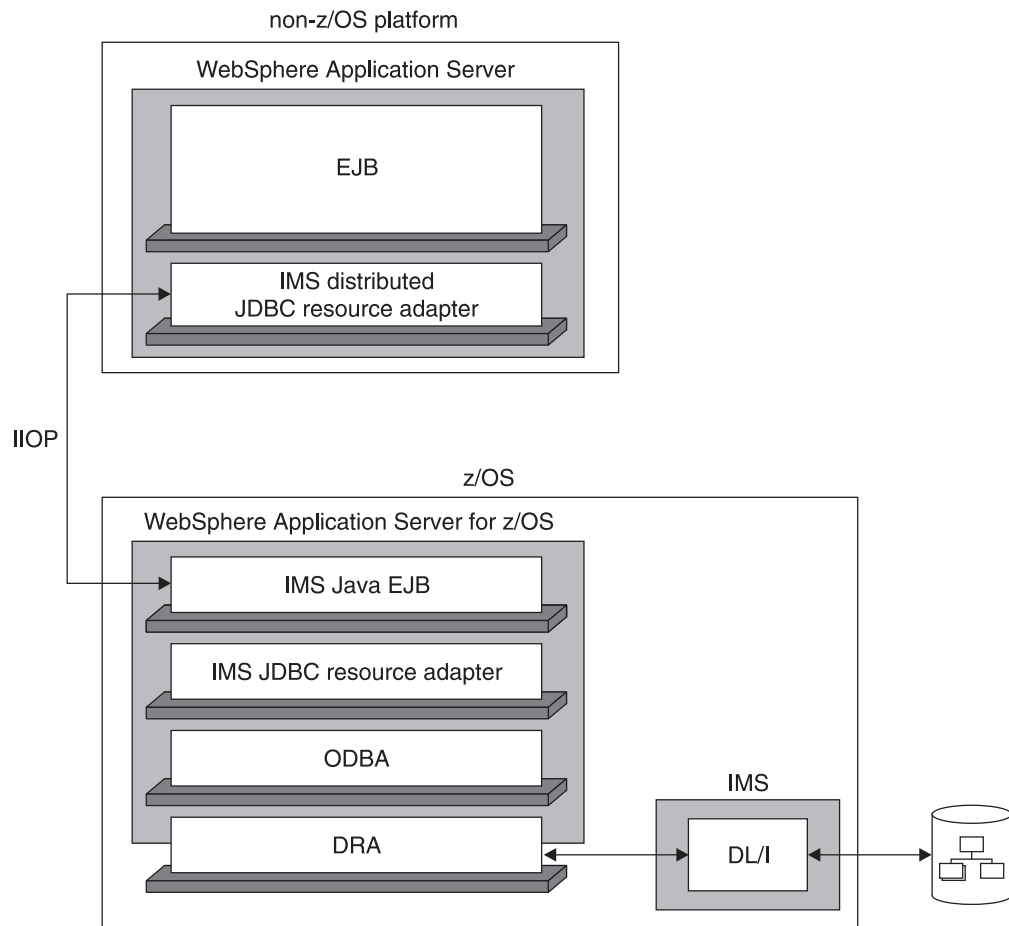 non-z/OS platform
WebSphere Application Server
EJB
IMS distributed
JDBC resource adapter
IIOP
z/OS
WebSphere Application Server for z/OS
IMS Java EJB
IMS JDBC resource adapter
ODBA
IMS
DRA
DL/I